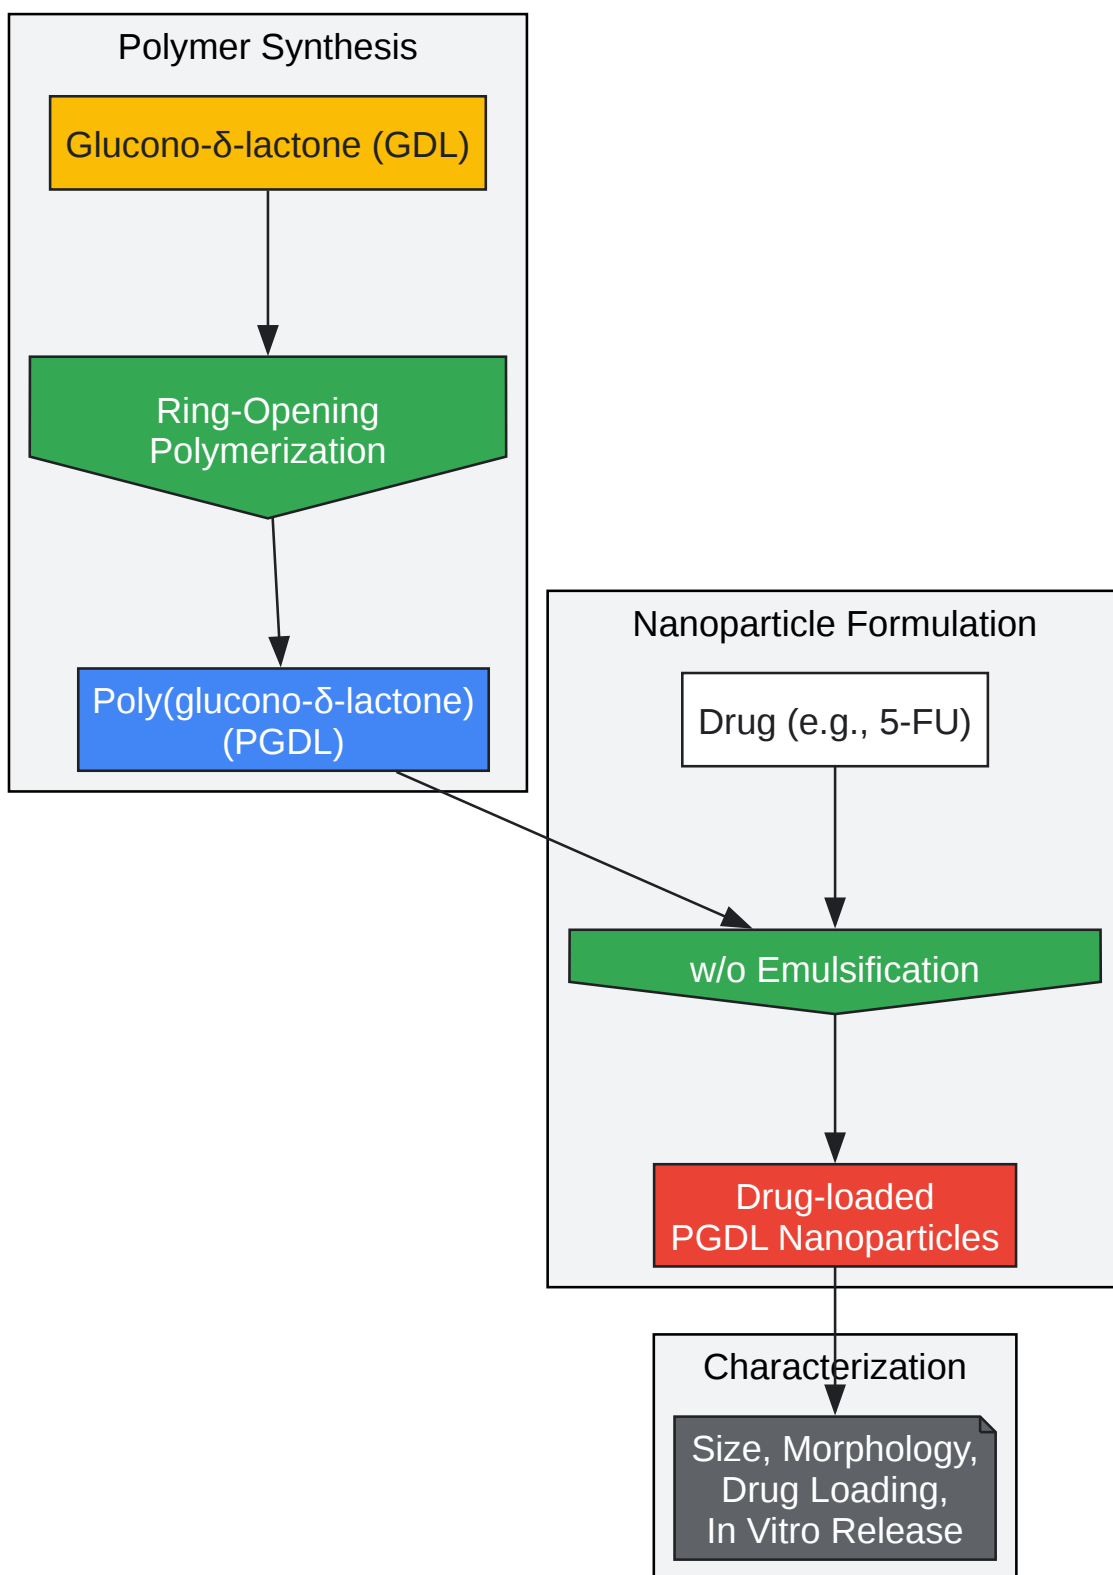 Polymer Synthesis
Glucono-δ-lactone (GDL)
Ring-Opening
Polymerization
Poly(glucono-δ-lactone)
(PGDL)
Nanoparticle Formulation
Drug (e.g., 5-FU)
w/o Emulsification
Drug-loaded
PGDL Nanoparticles
Characterization
Size, Morphology,
Drug Loading,
In Vitro Release